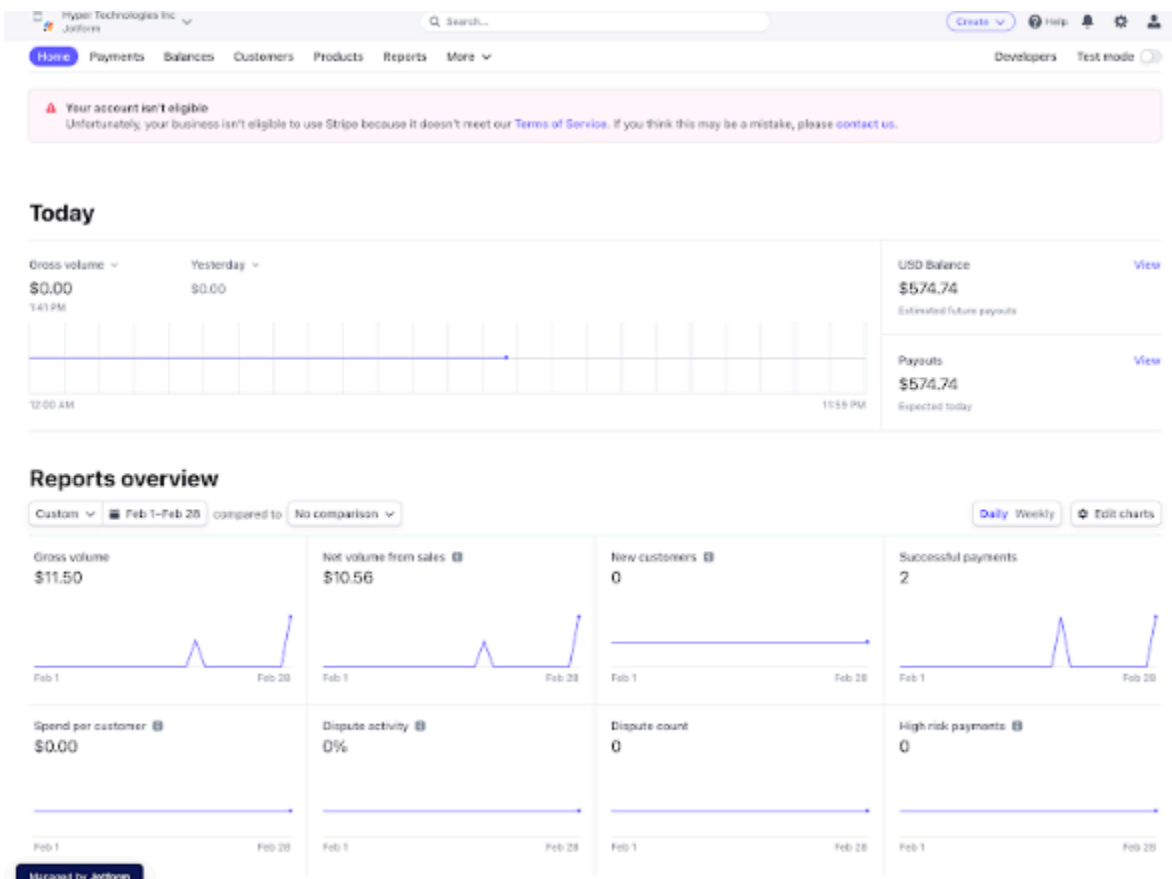 Hyper Technologies Inc
Jotform
Search...
Create
Help
Home Payments Balances Customers Products Reports More
Developers Test mode
Your account isn't eligible
Unfortunately, your business isn't eligible to use Stripe because it doesn't meet our Terms of Service. If you think this may be a mistake, please contact us.
Today
Gross volume
$0.00
1:41 PM
Yesterday
$0.00
12:00 AM
11:59 PM
USD Balance
View
$574.74
Estimated future payouts
Payouts
View
$574.74
Expected today
Reports overview
Custom Feb 1–Feb 28 compared to No comparison
Daily Weekly Edit charts
Gross volume
$11.50
Feb 1 Feb 28
Net volume from sales
$10.56
Feb 1 Feb 28
New customers
0
Feb 1 Feb 28
Successful payments
2
Feb 1 Feb 28
Spend per customer
$0.00
Feb 1 Feb 28
Dispute activity
0%
Feb 1 Feb 28
Dispute count
0
Feb 1 Feb 28
High risk payments
0
Feb 1 Feb 28
Managed by Jotform